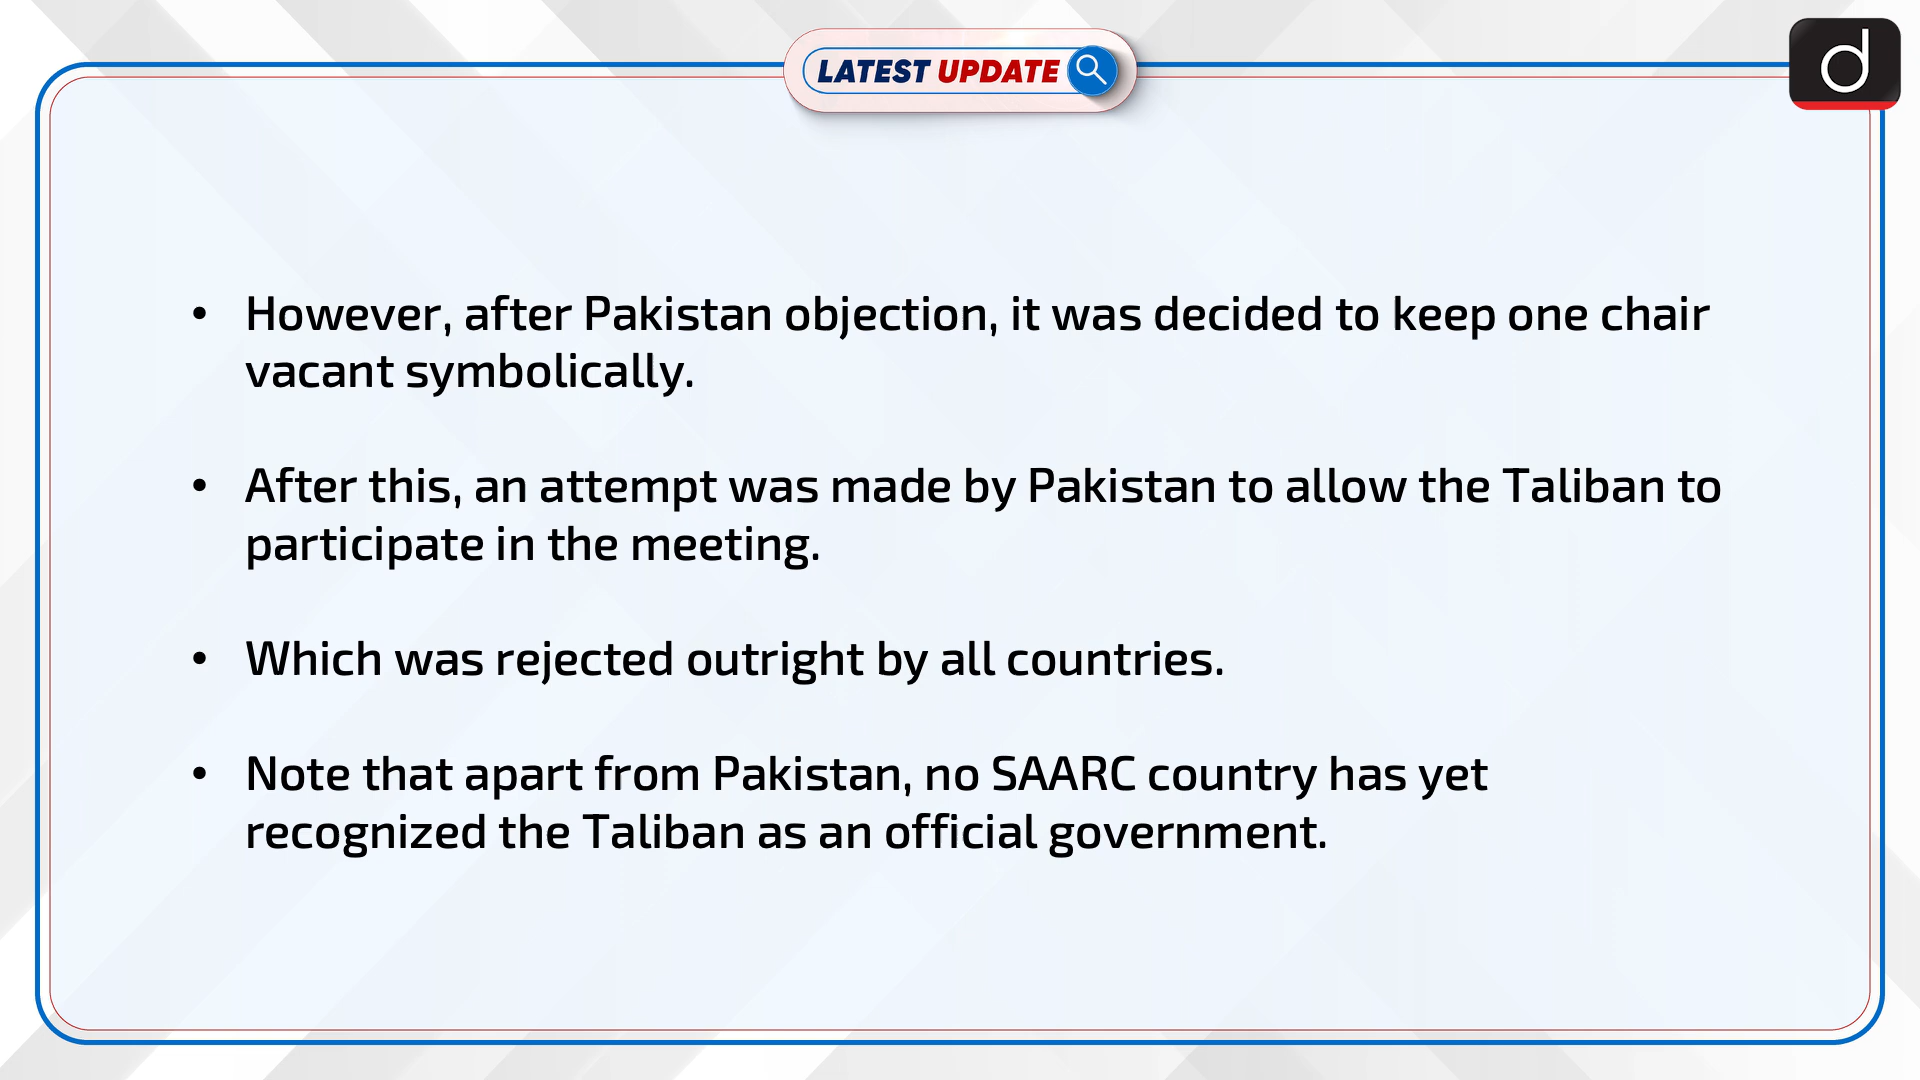 LATEST UPDATE
d
• However, after Pakistan objection, it was decided to keep one chair
vacant symbolically.
• After this, an attempt was made by Pakistan to allow the Taliban to
participate in the meeting.
• Which was rejected outright by all countries.
• Note that apart from Pakistan, no SAARC country has yet
recognized the Taliban as an official government.